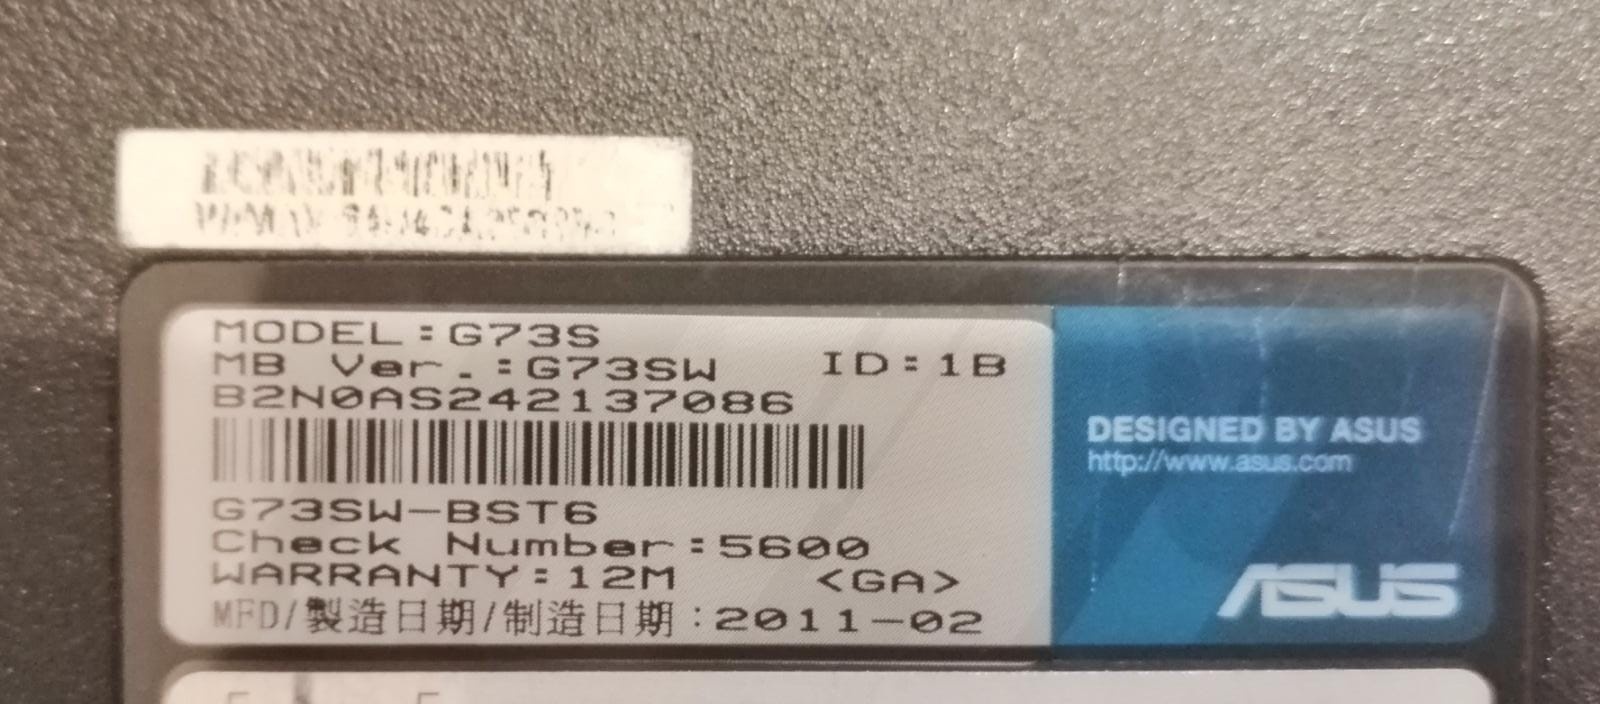 MODEL:G73S
MB Ver.:G73SW ID:1B
B2N0AS242137086
G73SW-BST6
Check Number:5600
WARRANTY:12M <GA>
MFD/製造日期/制造日期:2011-02
DESIGNED BY ASUS
http://www.asus.com
ASUS